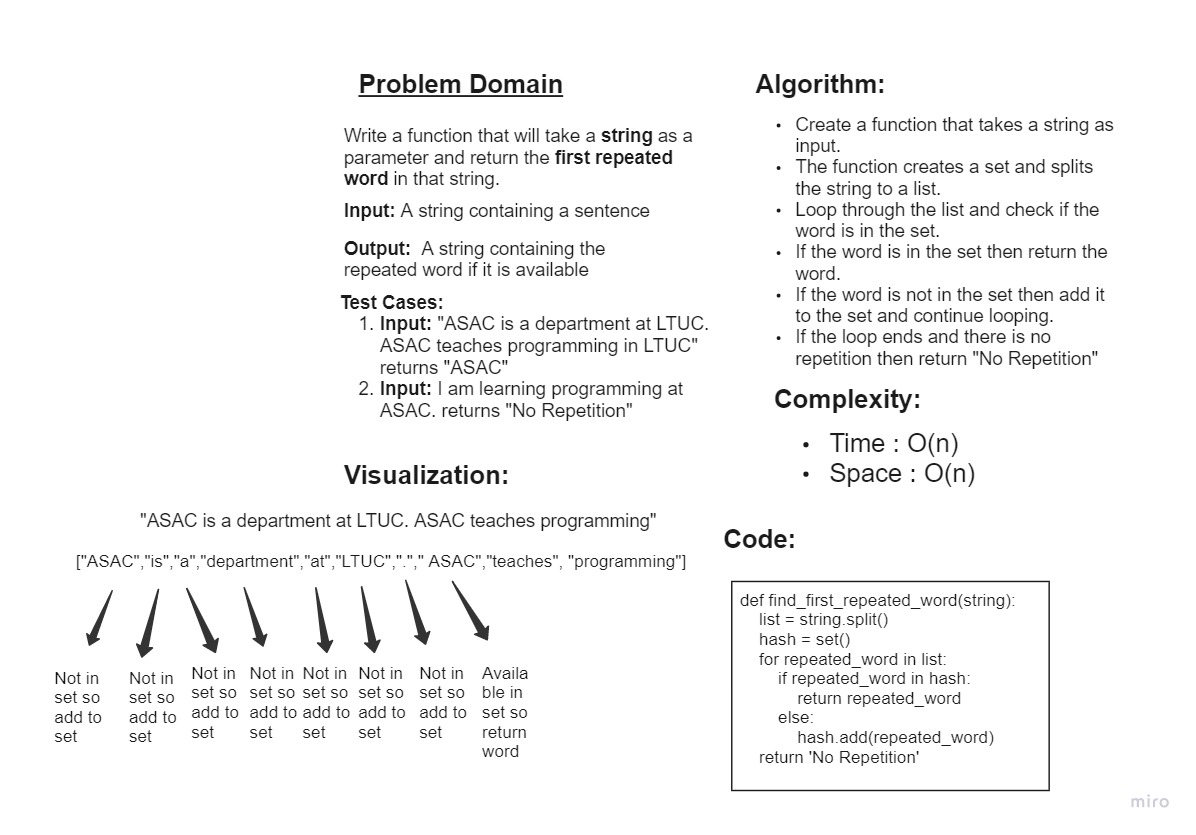 Problem Domain
Write a function that will take a string as a
parameter and return the first repeated
word in that string.
Input: A string containing a sentence
Output:  A string containing the
repeated word if it is available
Test Cases:
1. Input: "ASAC is a department at LTUC.
ASAC teaches programming in LTUC"
returns "ASAC"
2. Input: I am learning programming at
ASAC. returns "No Repetition"
Visualization:
"ASAC is a department at LTUC. ASAC teaches programming"
["ASAC","is","a","department","at","LTUC","."," ASAC","teaches", "programming"]
Not in
set so
add to
set
Not in
set so
add to
set
Not in
set so
add to
set
Not in
set so
add to
set
Not in
set so
add to
set
Not in
set so
add to
set
Not in
set so
add to
set
Availa
ble in
set so
return
word
Algorithm:
• Create a function that takes a string as
input.
• The function creates a set and splits
the string to a list.
• Loop through the list and check if the
word is in the set.
• If the word is in the set then return the
word.
• If the word is not in the set then add it
to the set and continue looping.
• If the loop ends and there is no
repetition then return "No Repetition"
Complexity:
• Time : O(n)
• Space : O(n)
Code:
def find_first_repeated_word(string):
    list = string.split()
    hash = set()
    for repeated_word in list:
        if repeated_word in hash:
            return repeated_word
        else:
            hash.add(repeated_word)
    return 'No Repetition'
miro